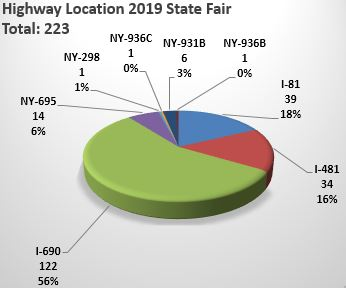 Highway Location 2019 State Fair
Total: 223
NY-936C
1
0%
NY-931B
6
3%
NY-936B
1
0%
NY-298
1
1%
I-81
39
18%
NY-695
14
6%
I-481
34
16%
I-690
122
56%